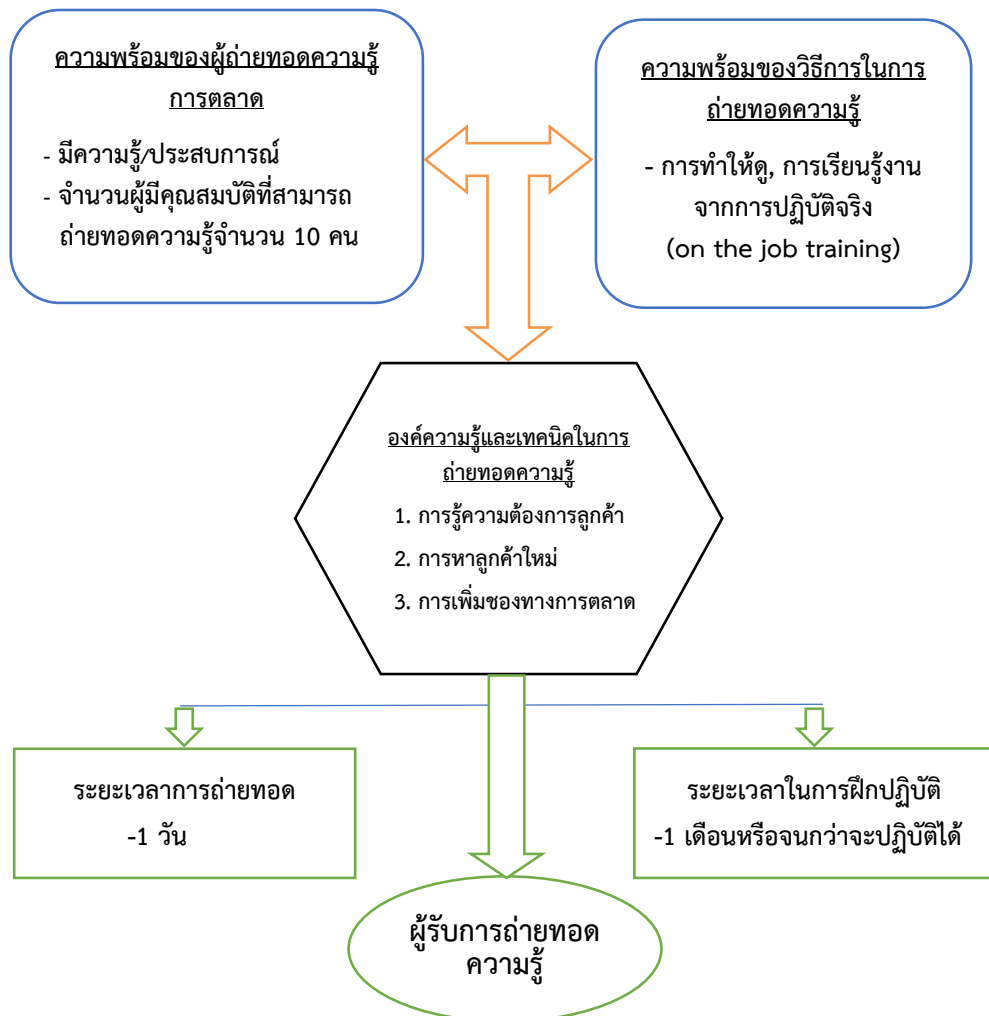 ความพร้อมของผู้ถ่ายทอดความรู้
การตลาด
- มีความรู้/ประสบการณ์
- จำนวนผู้มีคุณสมบัติที่สามารถ
ถ่ายทอดความรู้จำนวน 10 คน
ความพร้อมของวิธีการในการ
ถ่ายทอดความรู้
- การทำให้ดู, การเรียนรู้งาน
จากการปฏิบัติจริง
(on the job training)
องค์ความรู้และเทคนิคในการ
ถ่ายทอดความรู้
1. การรู้ความต้องการลูกค้า
2. การหาลูกค้าใหม่
3. การเพิ่มชองทางการตลาด
ระยะเวลาการถ่ายทอด
-1 วัน
ระยะเวลาในการฝึกปฏิบัติ
-1 เดือนหรือจนกว่าจะปฏิบัติได้
ผู้รับการถ่ายทอด
ความรู้